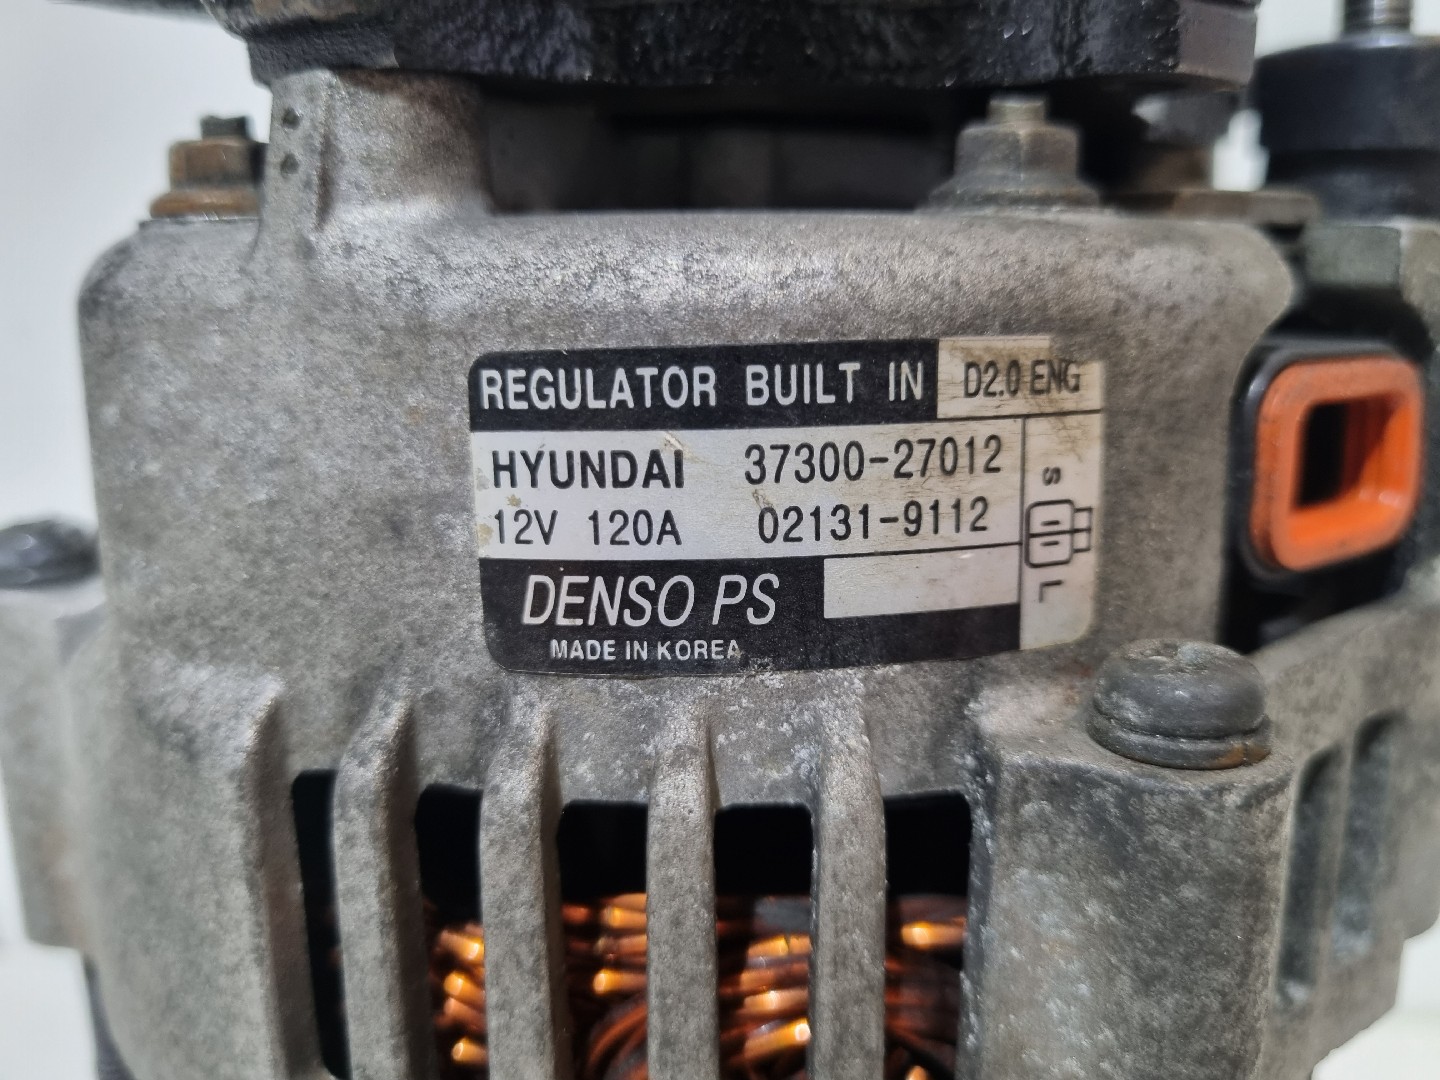 REGULATOR BUILT IN D2.0 ENG
HYUNDAI 37300-27012
12V 120A 02131-9112
S
L
DENSO PS
MADE IN KOREA